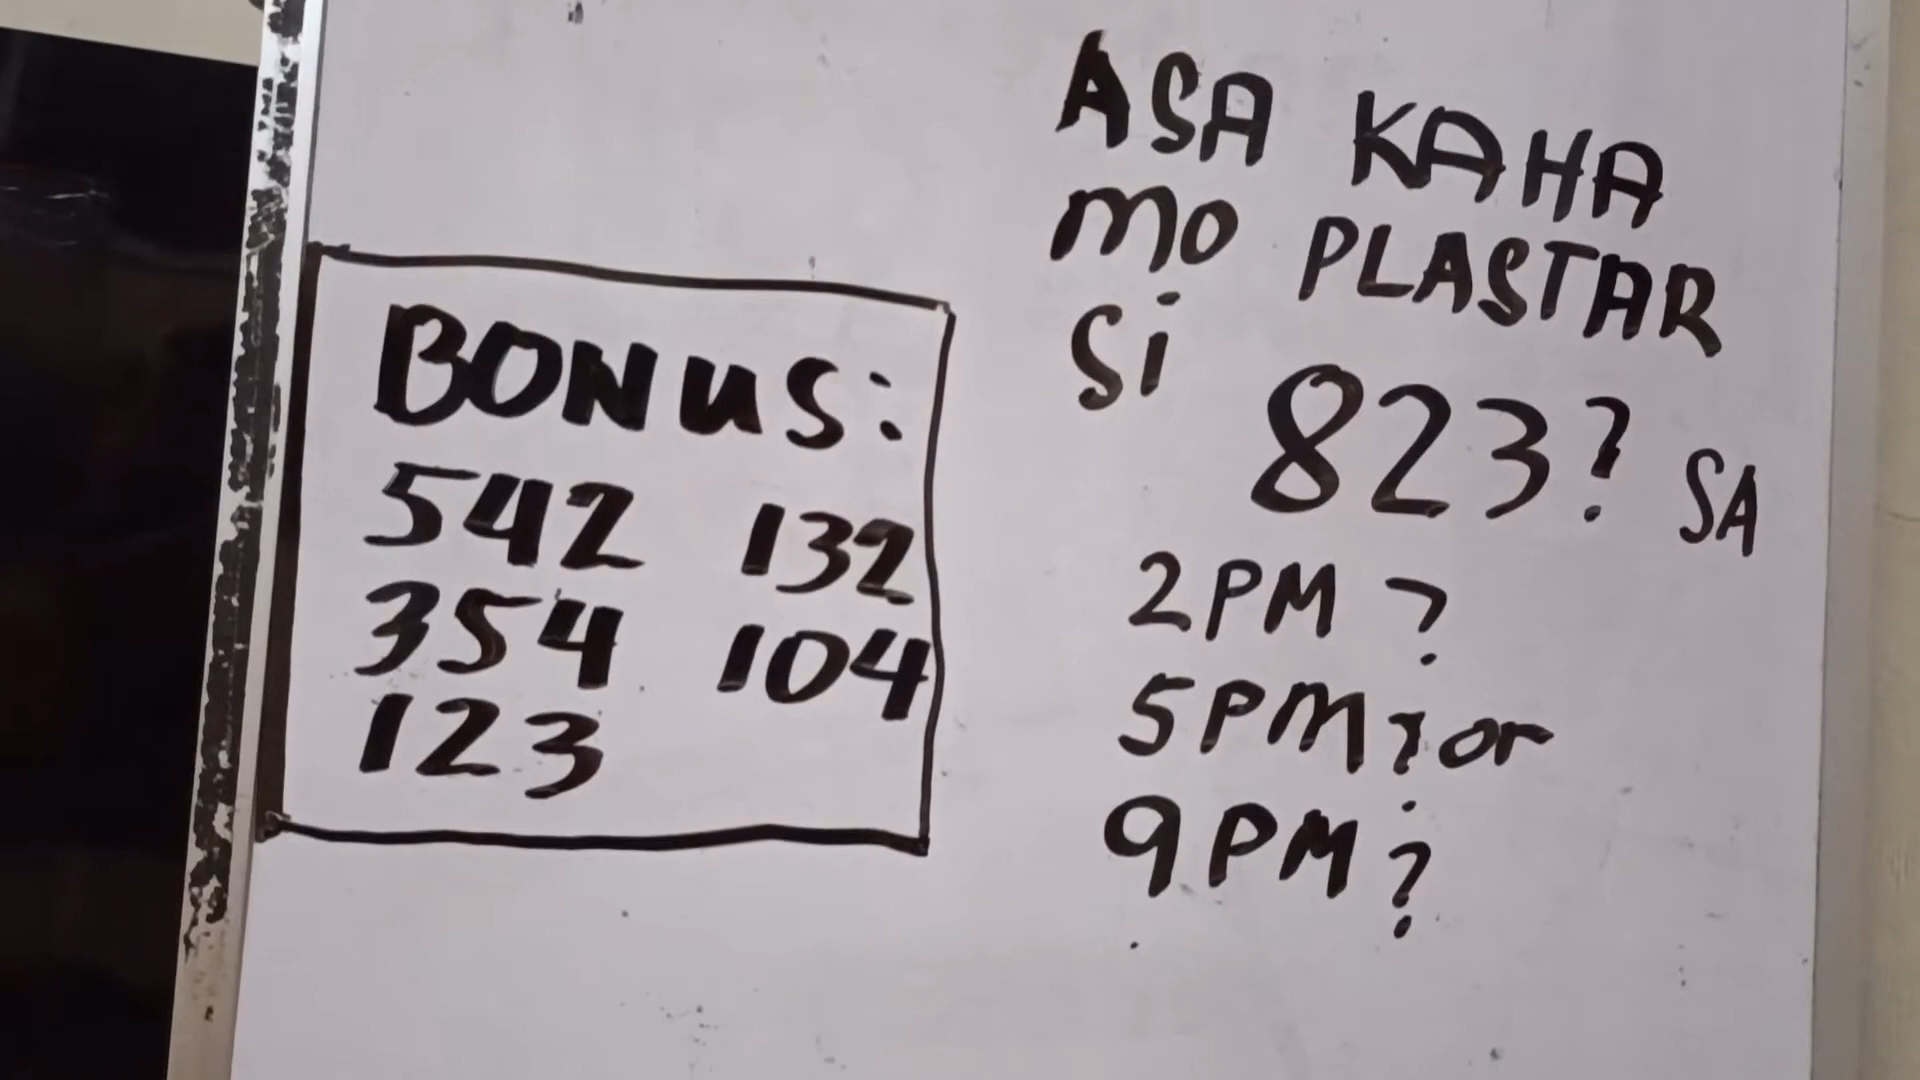 BONUS:
542 132
354 104
123
ASA KAHA
MO PLASTAR
Si
823? SA
2PM?
5PM? or
9PM?